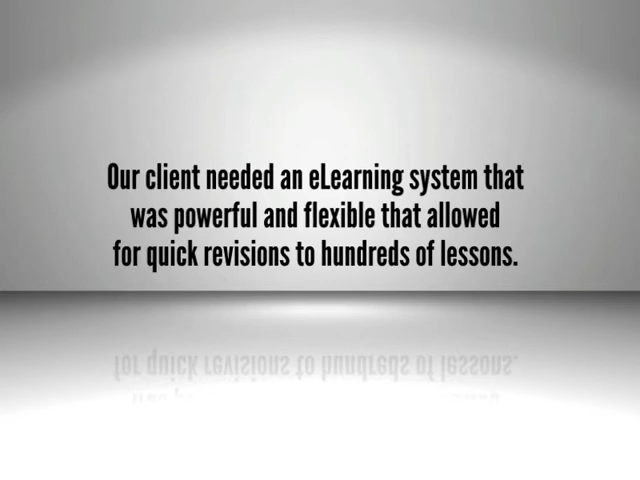 Our client needed an eLearning system that
was powerful and flexible that allowed
for quick revisions to hundreds of lessons.